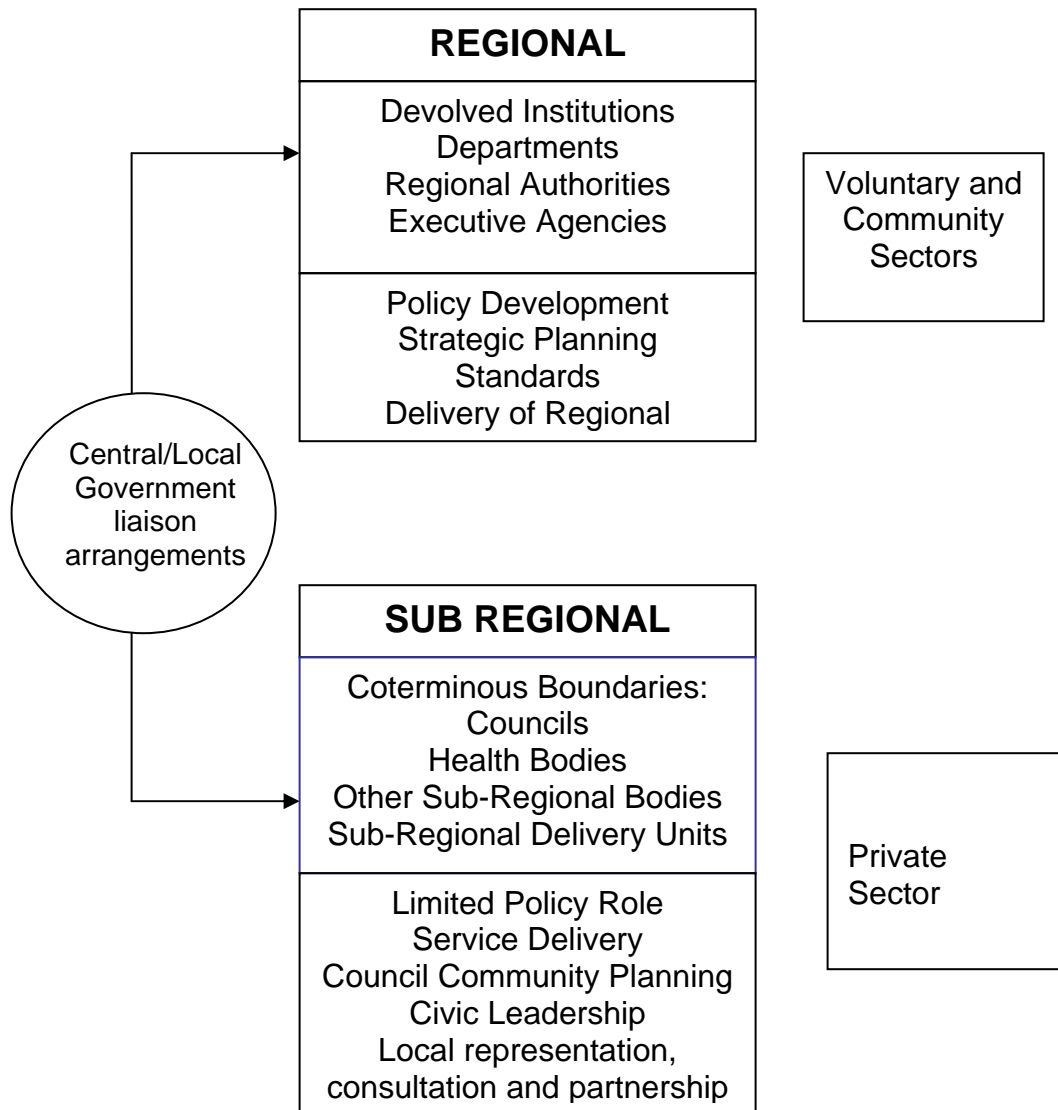 REGIONAL
Devolved Institutions
Departments
Regional Authorities
Executive Agencies
Policy Development
Strategic Planning
Standards
Delivery of Regional
Voluntary and
Community
Sectors
Central/Local
Government
liaison
arrangements
SUB REGIONAL
Coterminous Boundaries:
Councils
Health Bodies
Other Sub-Regional Bodies
Sub-Regional Delivery Units
Limited Policy Role
Service Delivery
Council Community Planning
Civic Leadership
Local representation,
consultation and partnership
Private
Sector